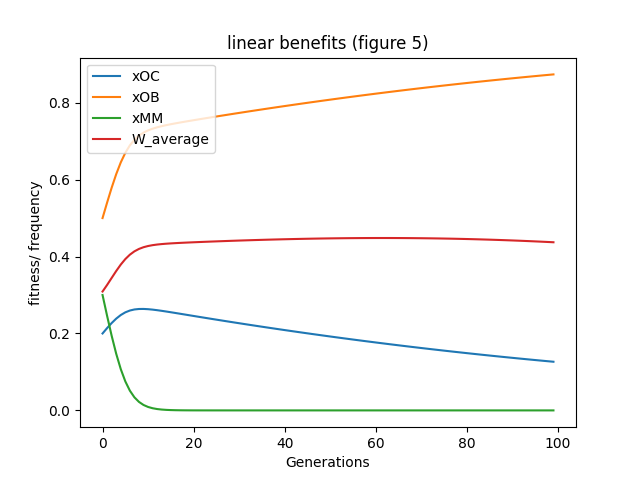 linear benefits (figure 5)
xOC
xOB
xMM
W_average
fitness/ frequency
0.8
0.6
0.4
0.2
0.0
0 20 40 60 80 100
Generations